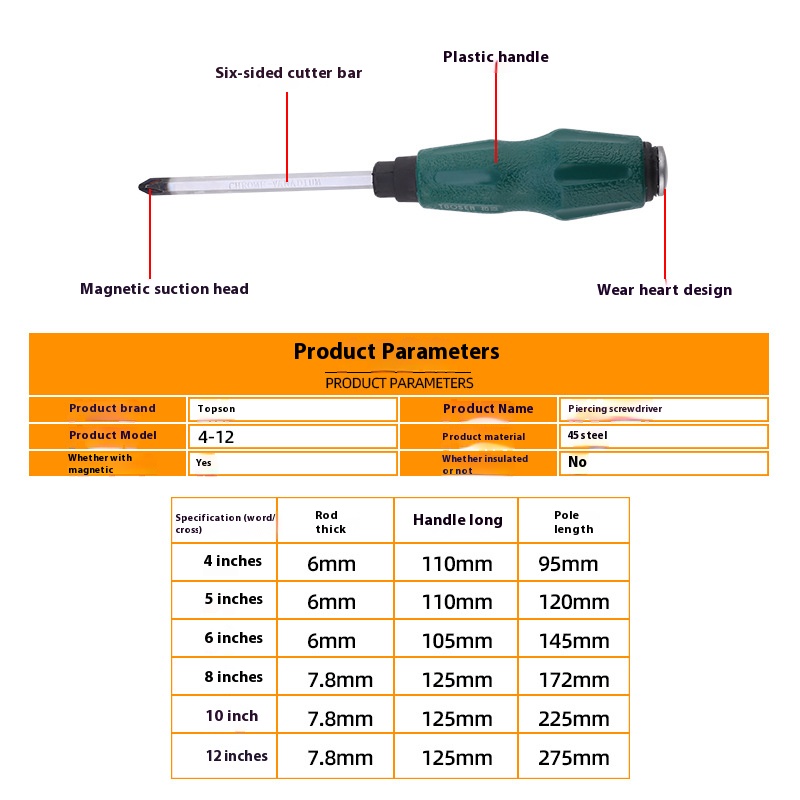 Plastic handle
Six-sided cutter bar
CHROME-VANADIUM
Magnetic suction head
Wear heart design
Product Parameters
PRODUCT PARAMETERS
Product brand Topson Product Name Piercing screwdriver
Product Model 4-12 Product material 45 steel
Whether with magnetic Yes Whether insulated or not No
Specification (word/cross) Rod thick Handle long Pole length
4 inches 6mm 110mm 95mm
5 inches 6mm 110mm 120mm
6 inches 6mm 105mm 145mm
8 inches 7.8mm 125mm 172mm
10 inch 7.8mm 125mm 225mm
12 inches 7.8mm 125mm 275mm